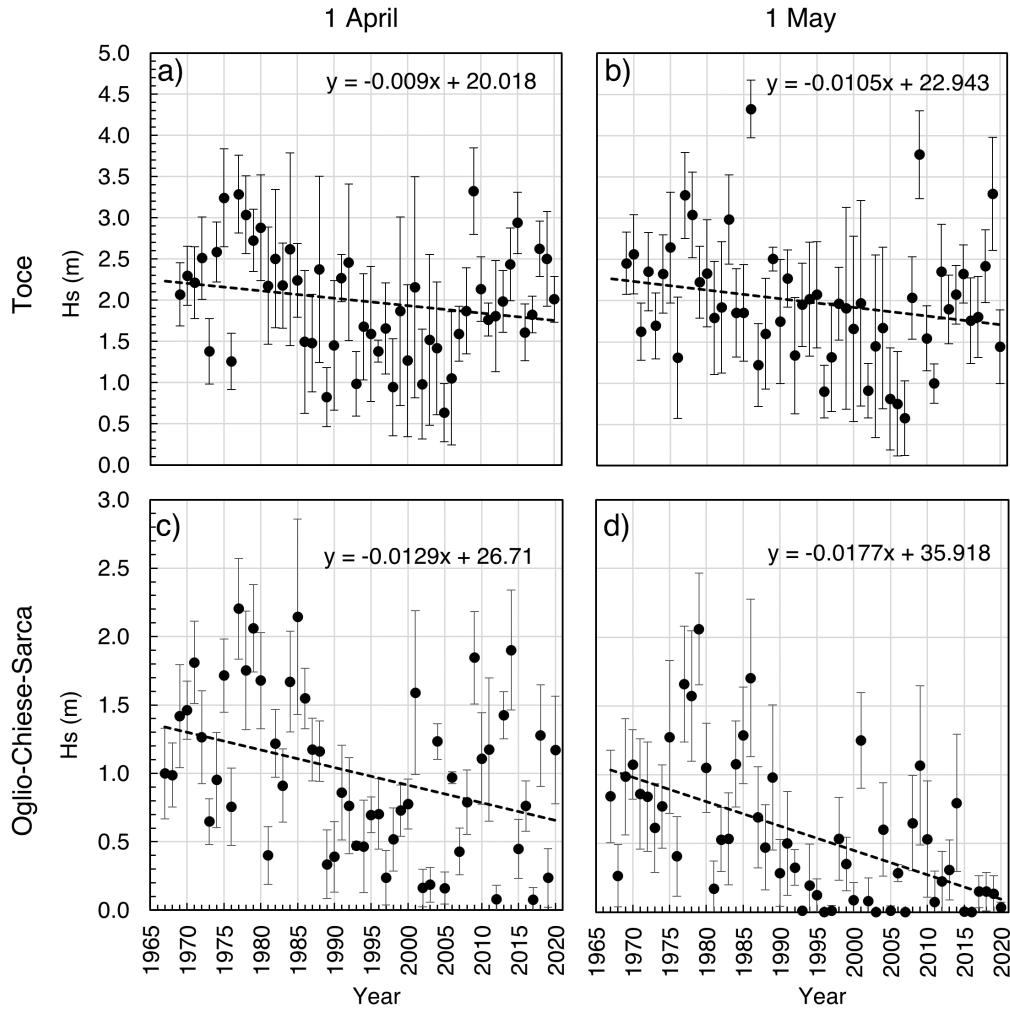 1 April
1 May
a)
y = -0.009x + 20.018
b)
y = -0.0105x + 22.943
5.0
4.5
4.0
3.5
3.0
2.5
2.0
1.5
1.0
0.5
0.0
Toce
Hs (m)
c)
y = -0.0129x + 26.71
d)
y = -0.0177x + 35.918
3.0
2.5
2.0
1.5
1.0
0.5
0.0
Oglio-Chiese-Sarca
Hs (m)
1965 1970 1975 1980 1985 1990 1995 2000 2005 2010 2015 2020
1965 1970 1975 1980 1985 1990 1995 2000 2005 2010 2015 2020
Year
Year